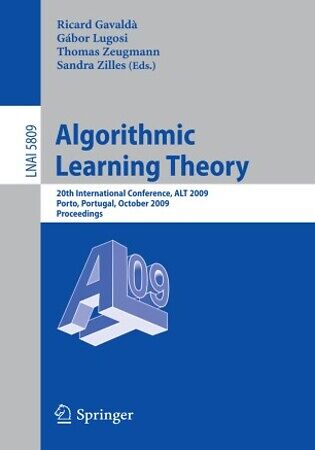 Ricard Gavaldà
Gábor Lugosi
Thomas Zeugmann
Sandra Zilles (Eds.)
LNAI 5809
Algorithmic
Learning Theory
20th International Conference, ALT 2009
Porto, Portugal, October 2009
Proceedings
ALT 09
Springer